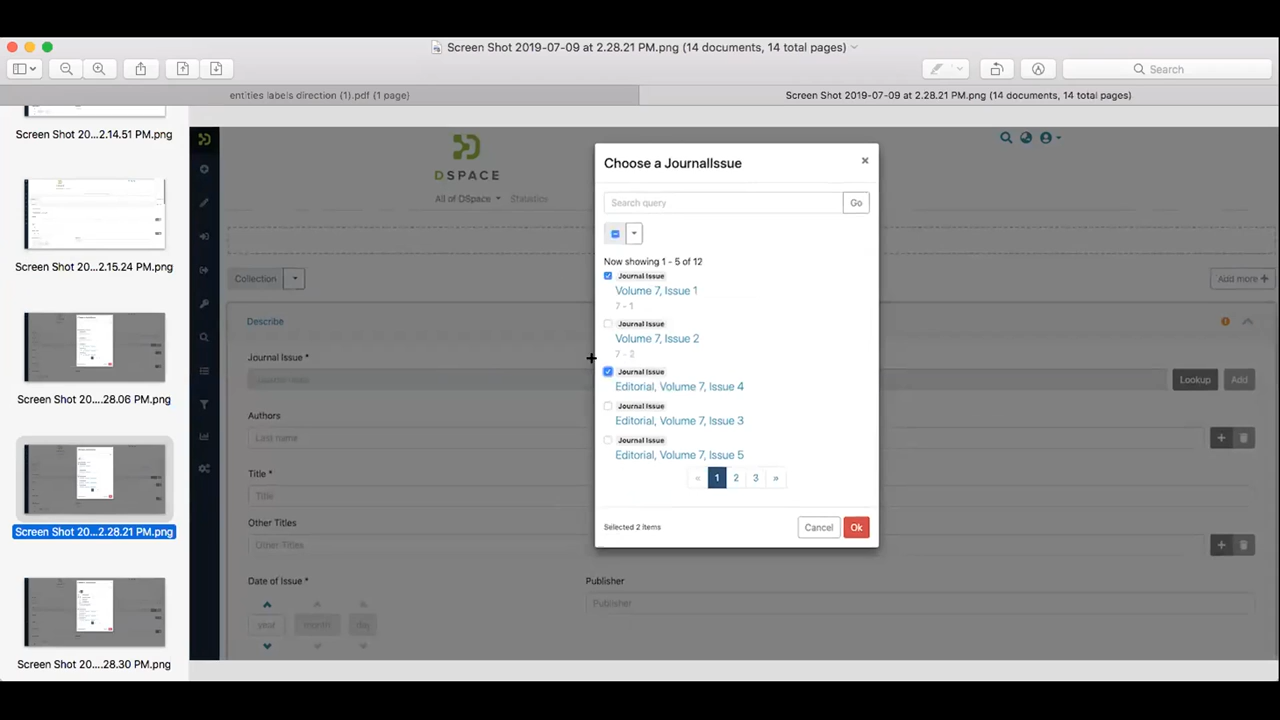 Screen Shot 2019-07-09 at 2.28.21 PM.png (14 documents, 14 total pages)
Search
entities labels direction (1).pdf (1 page)
Screen Shot 2019-07-09 at 2.28.21 PM.png (14 documents, 14 total pages)
Screen Shot 20...2.14.51 PM.png
Screen Shot 20...2.15.24 PM.png
Screen Shot 20....28.06 PM.png
Screen Shot 20...2.28.21 PM.png
Screen Shot 20....28.30 PM.png
DSPACE
All of DSpace
Statistics
Collection
Add more
Describe
Journal Issue *
Lookup
Add
Authors
Last name
Title *
Title
Other Titles
Other Titles
Date of Issue *
year
month
day
Publisher
Publisher
Choose a JournalIssue
×
Search query
Go
Now showing 1 - 5 of 12
Journal Issue
Volume 7, Issue 1
7 - 1
Journal Issue
Volume 7, Issue 2
7 - 2
Journal Issue
Editorial, Volume 7, Issue 4
Journal Issue
Editorial, Volume 7, Issue 3
Journal Issue
Editorial, Volume 7, Issue 5
« 1 2 3 »
Selected 2 items
Cancel
Ok